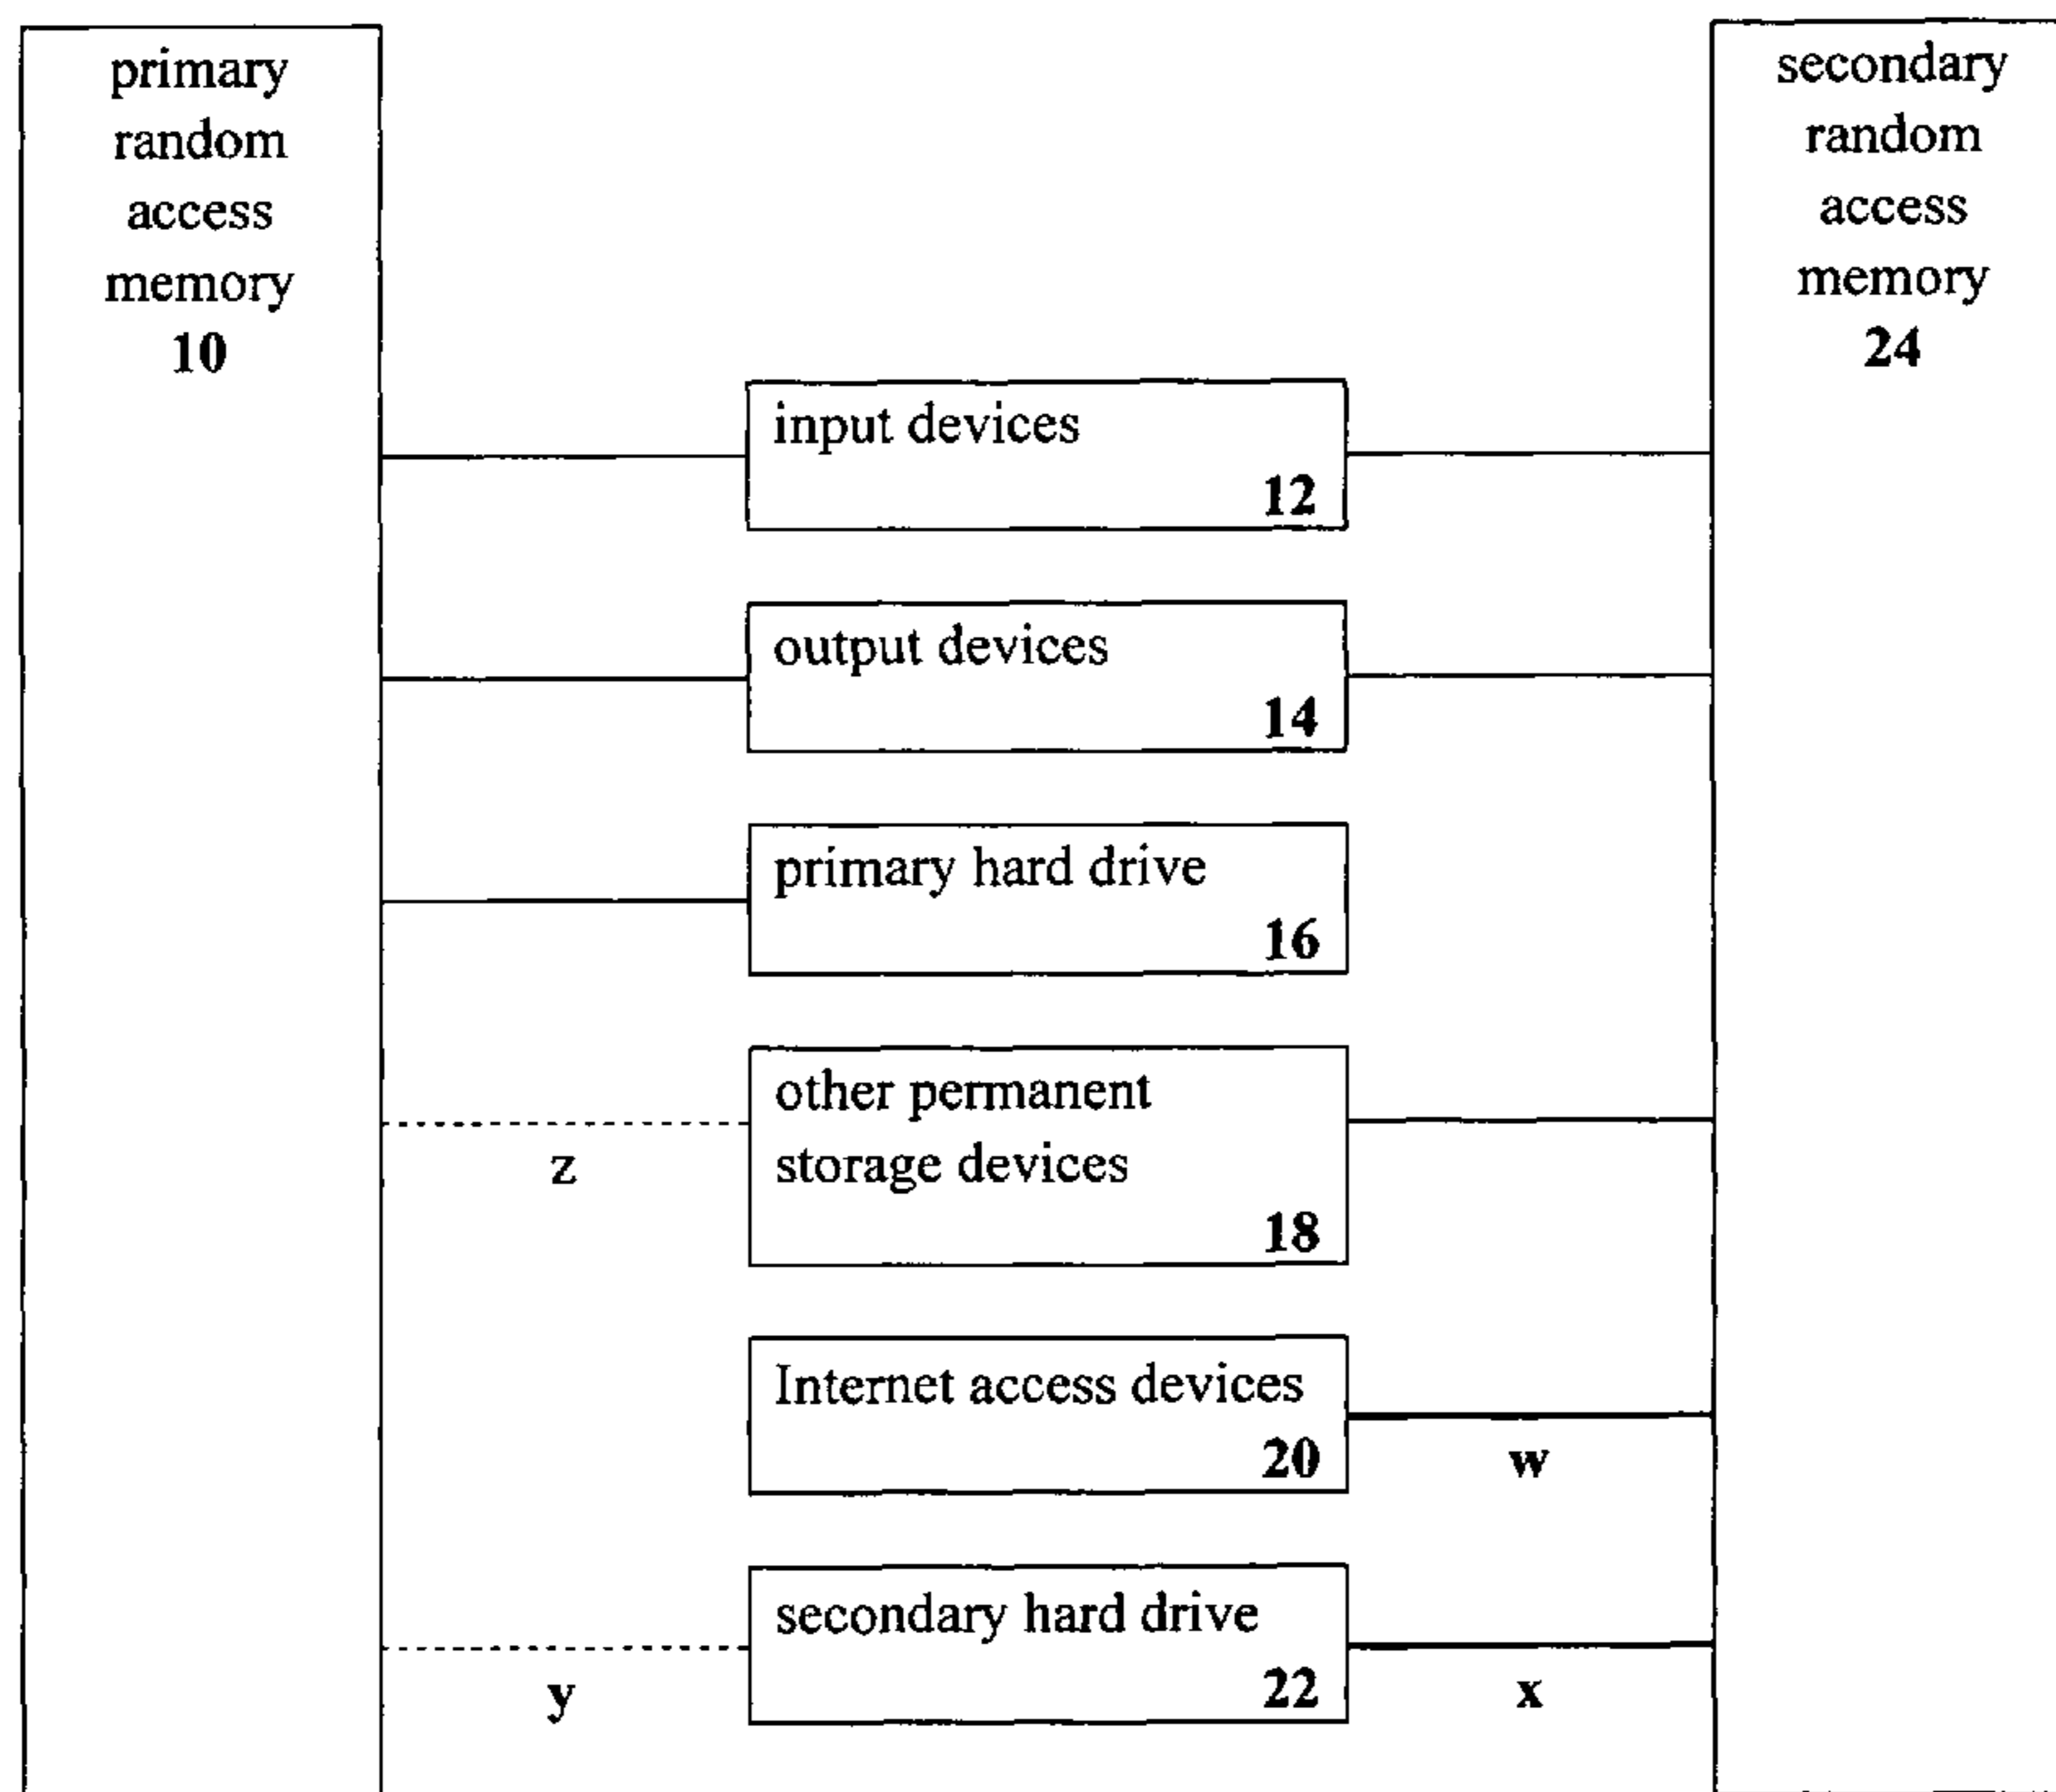 primary
random
access
memory
10
secondary
random
access
memory
24
input devices
12
output devices
14
primary hard drive
16
other permanent
storage devices
18
z
Internet access devices
20
w
secondary hard drive
22
y
x